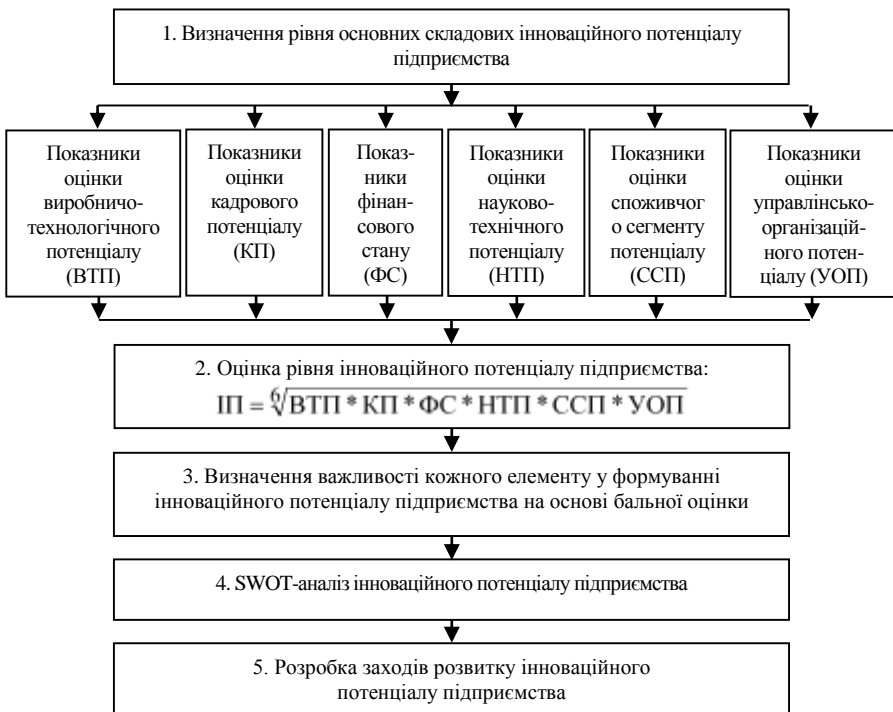 1. Визначення рівня основних складових інноваційного потенціалу
підприємства
Показники
оцінки
виробничо-
технологічного
потенціалу
(ВТП)
Показники
оцінки
кадрового
потенціалу
(КП)
Показ-
ники
фінан-
сового
стану
(ФС)
Показники
оцінки
науково-
технічного
потенціалу
(НТП)
Показники
оцінки
споживчог
о сегменту
потенціалу
(ССП)
Показники
оцінки
управлінсько-
організацій-
ного потен-
ціалу (УОП)
2. Оцінка рівня інноваційного потенціалу підприємства:
ІП = ⁶√ВТП * КП * ФС * НТП * ССП * УОП
3. Визначення важливості кожного елементу у формуванні
інноваційного потенціалу підприємства на основі бальної оцінки
4. SWOT-аналіз інноваційного потенціалу підприємства
5. Розробка заходів розвитку інноваційного
потенціалу підприємства